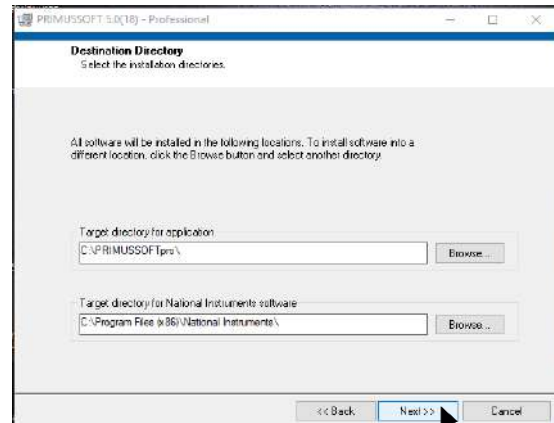 PRIMUSSOFT 5.0(18) - Professionel
Destination Directory
Select the installation directories.
All software will be installed in the following locations. To install software into a
different location, click the Browse button and select another directory.
Target directory for application
C:\PRIMUSSOFTpro\
Browse...
Target directory for National Instruments software
C:\Program Files (x86)\National Instruments\
Browse...
<< Back
Next >>
Cancel